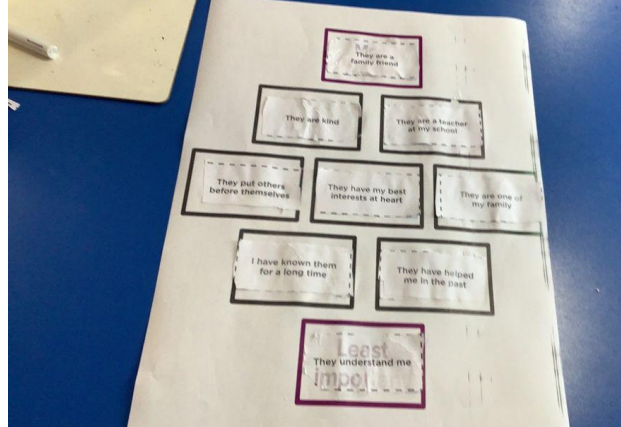 They are a
family friend
They are kind
They are a teacher
at my school
They put others
before themselves
They have my best
interests at heart
They are one of
my family
I have known them
for a long time
They have helped
me in the past
Least
They understand me